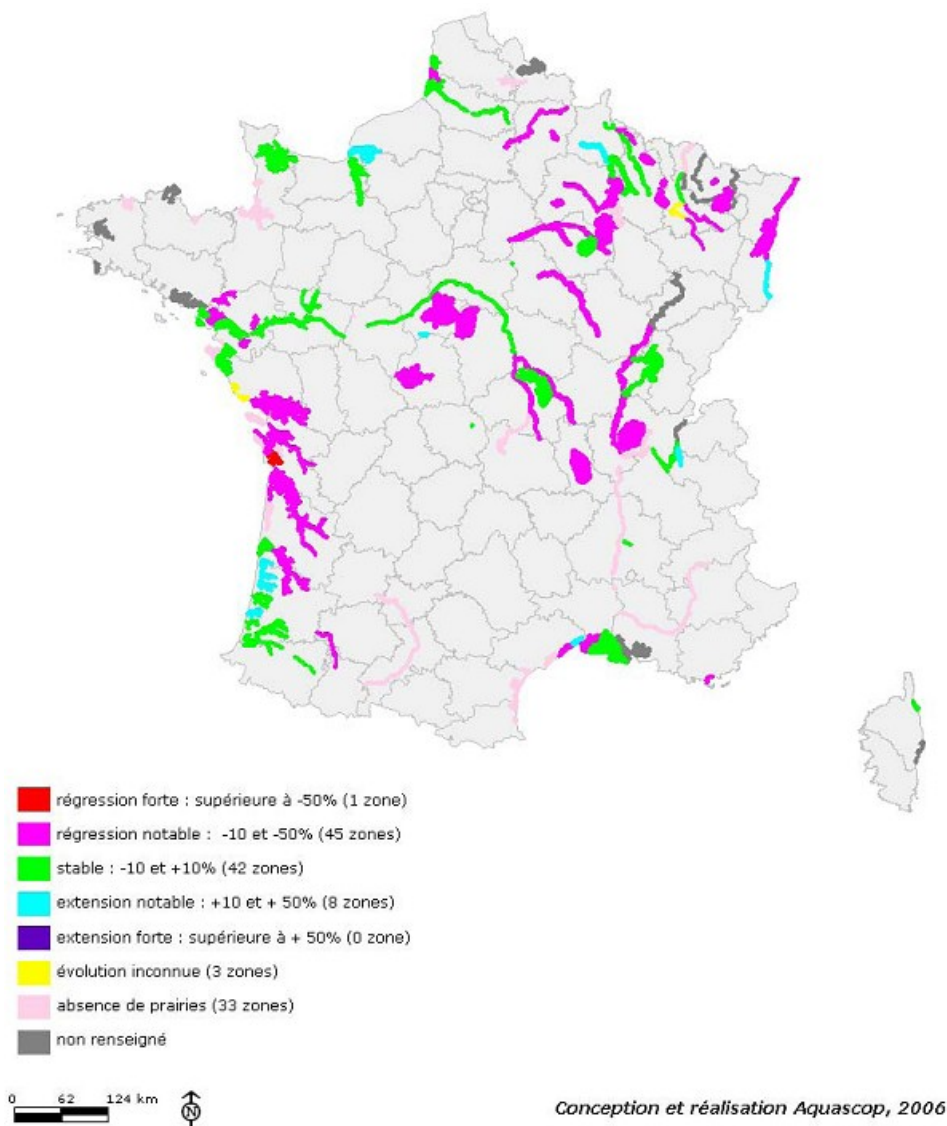 régression forte : supérieure à -50% (1 zone)
régression notable : -10 et -50% (45 zones)
stable : -10 et +10% (42 zones)
extension notable : +10 et + 50% (8 zones)
extension forte : supérieure à + 50% (0 zone)
évolution inconnue (3 zones)
absence de prairies (33 zones)
non renseigné
0 62 124 km
N
Conception et réalisation Aquascop, 2006